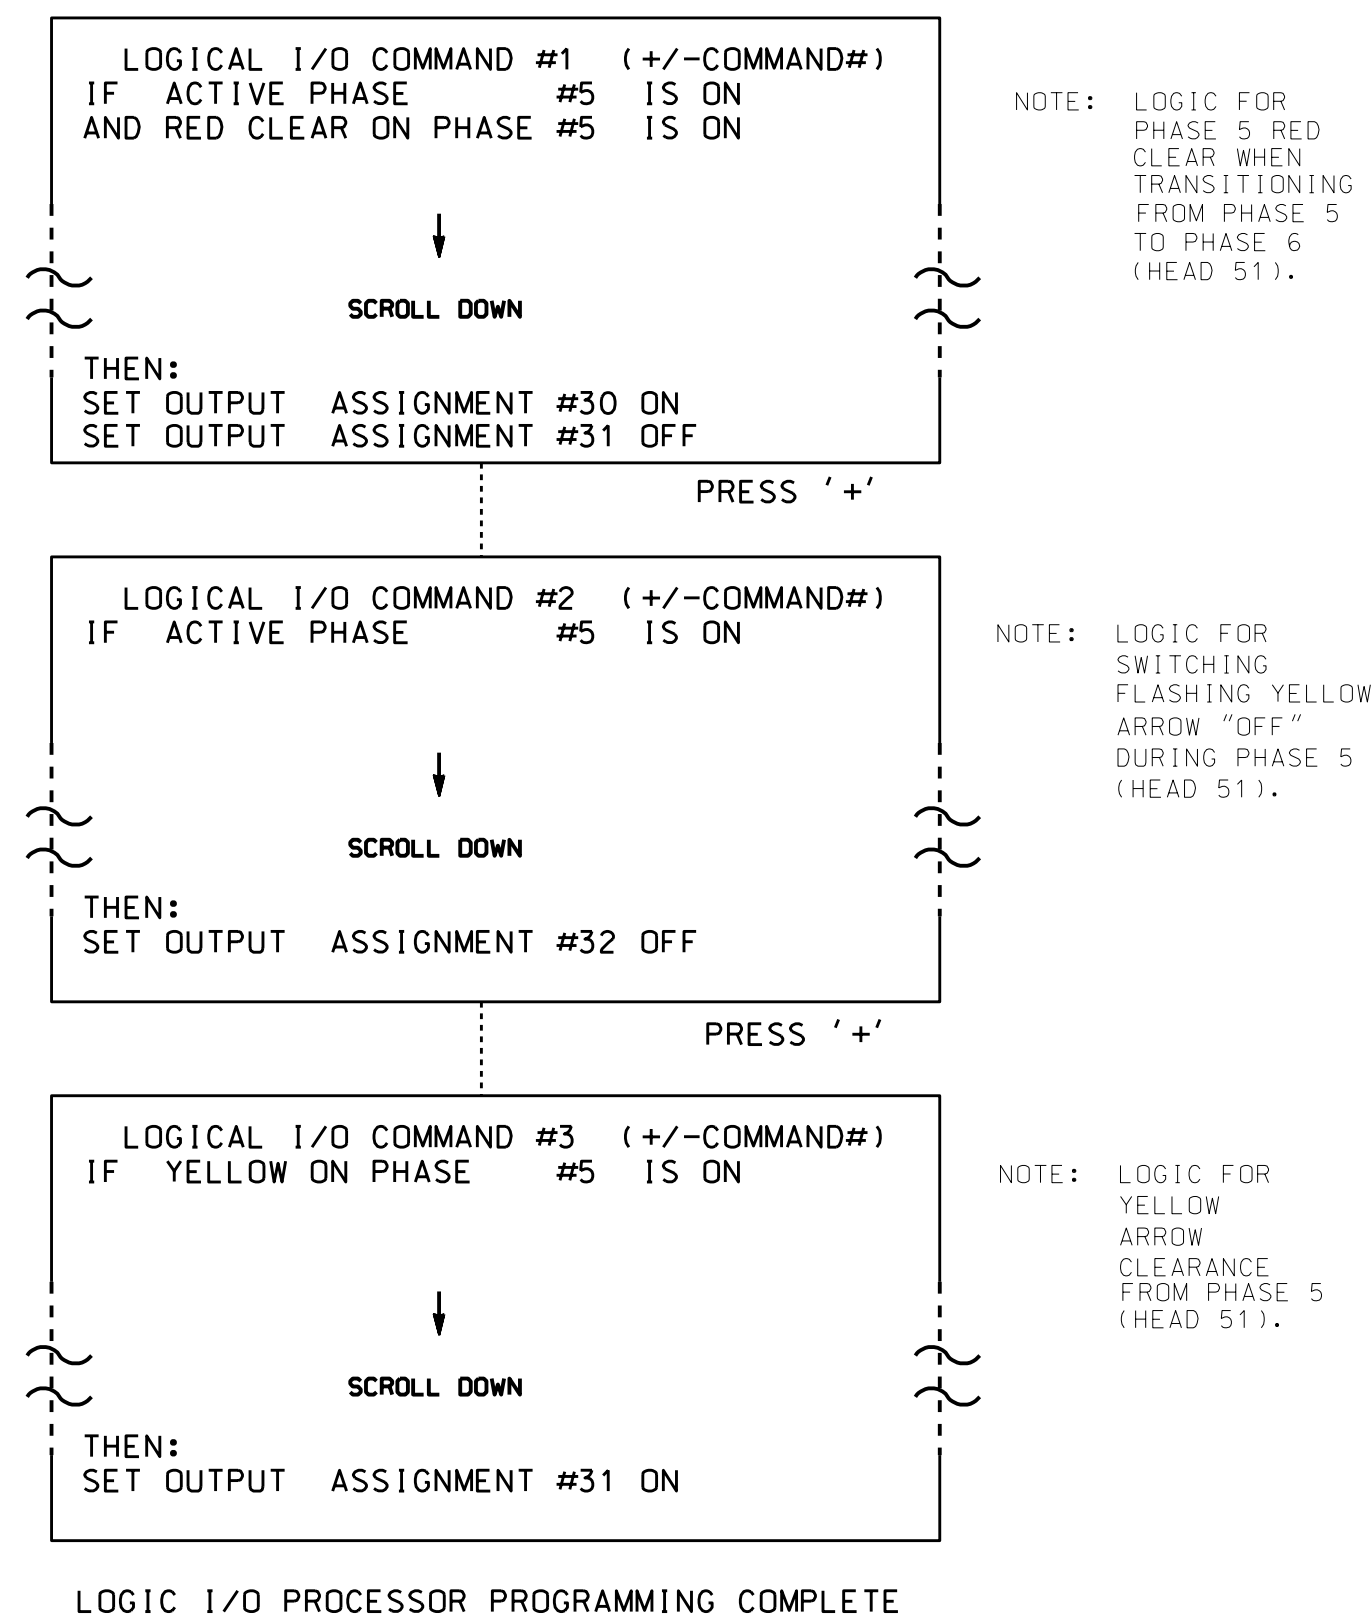 LOGICAL I/O COMMAND #1 (+/-COMMAND#)
IF ACTIVE PHASE #5 IS ON
AND RED CLEAR ON PHASE #5 IS ON
SCROLL DOWN
THEN:
SET OUTPUT ASSIGNMENT #30 ON
SET OUTPUT ASSIGNMENT #31 OFF
NOTE: LOGIC FOR
PHASE 5 RED
CLEAR WHEN
TRANSITIONING
FROM PHASE 5
TO PHASE 6
(HEAD 51).
PRESS '+'
LOGICAL I/O COMMAND #2 (+/-COMMAND#)
IF ACTIVE PHASE #5 IS ON
SCROLL DOWN
THEN:
SET OUTPUT ASSIGNMENT #32 OFF
NOTE: LOGIC FOR
SWITCHING
FLASHING YELLOW
ARROW "OFF"
DURING PHASE 5
(HEAD 51).
PRESS '+'
LOGICAL I/O COMMAND #3 (+/-COMMAND#)
IF YELLOW ON PHASE #5 IS ON
SCROLL DOWN
THEN:
SET OUTPUT ASSIGNMENT #31 ON
NOTE: LOGIC FOR
YELLOW
ARROW
CLEARANCE
FROM PHASE 5
(HEAD 51).
LOGIC I/O PROCESSOR PROGRAMMING COMPLETE